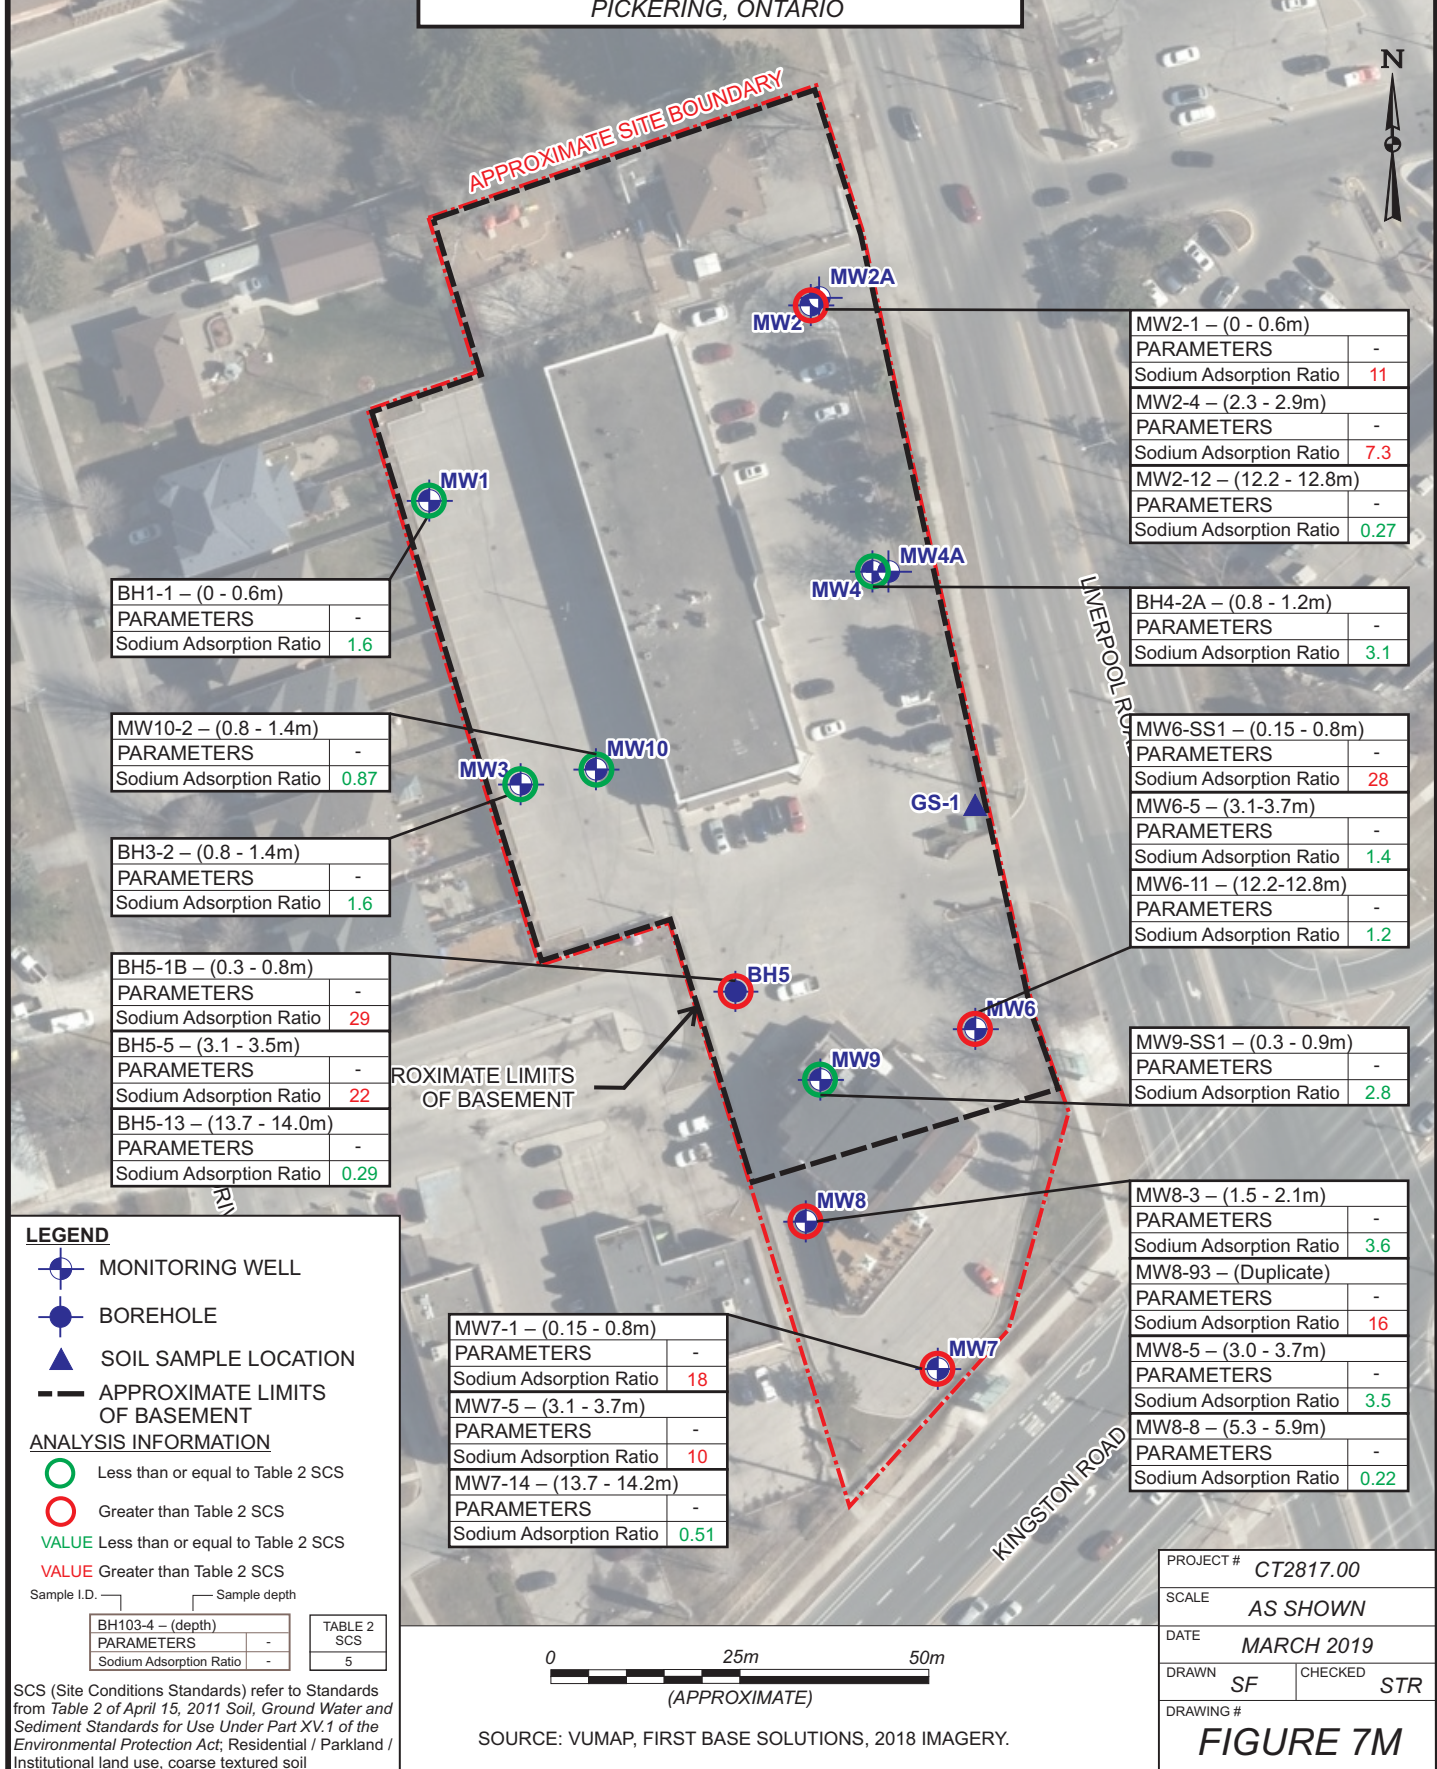 PICKERING, ONTARIO
N
APPROXIMATE SITE BOUNDARY
MW2A
MW2
MW2-1 – (0 - 0.6m)
PARAMETERS -
Sodium Adsorption Ratio 11
MW2-4 – (2.3 - 2.9m)
PARAMETERS -
Sodium Adsorption Ratio 7.3
MW2-12 – (12.2 - 12.8m)
PARAMETERS -
Sodium Adsorption Ratio 0.27
MW1
MW4A
MW4
BH1-1 – (0 - 0.6m)
PARAMETERS -
Sodium Adsorption Ratio 1.6
BH4-2A – (0.8 - 1.2m)
PARAMETERS -
Sodium Adsorption Ratio 3.1
LIVERPOOL
MW10-2 – (0.8 - 1.4m)
PARAMETERS -
Sodium Adsorption Ratio 0.87
MW10
MW3
GS-1
MW6-SS1 – (0.15 - 0.8m)
PARAMETERS -
Sodium Adsorption Ratio 28
MW6-5 – (3.1-3.7m)
PARAMETERS -
Sodium Adsorption Ratio 1.4
MW6-11 – (12.2-12.8m)
PARAMETERS -
Sodium Adsorption Ratio 1.2
BH3-2 – (0.8 - 1.4m)
PARAMETERS -
Sodium Adsorption Ratio 1.6
BH5-1B – (0.3 - 0.8m)
PARAMETERS -
Sodium Adsorption Ratio 29
BH5-5 – (3.1 - 3.5m)
PARAMETERS -
Sodium Adsorption Ratio 22
BH5-13 – (13.7 - 14.0m)
PARAMETERS -
Sodium Adsorption Ratio 0.29
BH5
MW6
MW9
ROXIMATE LIMITS
OF BASEMENT
MW9-SS1 – (0.3 - 0.9m)
PARAMETERS -
Sodium Adsorption Ratio 2.8
MW8
MW8-3 – (1.5 - 2.1m)
PARAMETERS -
Sodium Adsorption Ratio 3.6
MW8-93 – (Duplicate)
PARAMETERS -
Sodium Adsorption Ratio 16
MW8-5 – (3.0 - 3.7m)
PARAMETERS -
Sodium Adsorption Ratio 3.5
MW8-8 – (5.3 - 5.9m)
PARAMETERS -
Sodium Adsorption Ratio 0.22
MW7-1 – (0.15 - 0.8m)
PARAMETERS -
Sodium Adsorption Ratio 18
MW7-5 – (3.1 - 3.7m)
PARAMETERS -
Sodium Adsorption Ratio 10
MW7-14 – (13.7 - 14.2m)
PARAMETERS -
Sodium Adsorption Ratio 0.51
MW7
KINGSTON ROAD
LEGEND
MONITORING WELL
BOREHOLE
SOIL SAMPLE LOCATION
APPROXIMATE LIMITS
OF BASEMENT
ANALYSIS INFORMATION
Less than or equal to Table 2 SCS
Greater than Table 2 SCS
VALUE Less than or equal to Table 2 SCS
VALUE Greater than Table 2 SCS
Sample I.D. Sample depth
BH103-4 – (depth)
PARAMETERS -
Sodium Adsorption Ratio -
TABLE 2
SCS
5
SCS (Site Conditions Standards) refer to Standards
from Table 2 of April 15, 2011 Soil, Ground Water and
Sediment Standards for Use Under Part XV.1 of the
Environmental Protection Act; Residential / Parkland /
Institutional land use, coarse textured soil
0 25m 50m
(APPROXIMATE)
SOURCE: VUMAP, FIRST BASE SOLUTIONS, 2018 IMAGERY.
PROJECT # CT2817.00
SCALE AS SHOWN
DATE MARCH 2019
DRAWN SF CHECKED STR
DRAWING #
FIGURE 7M